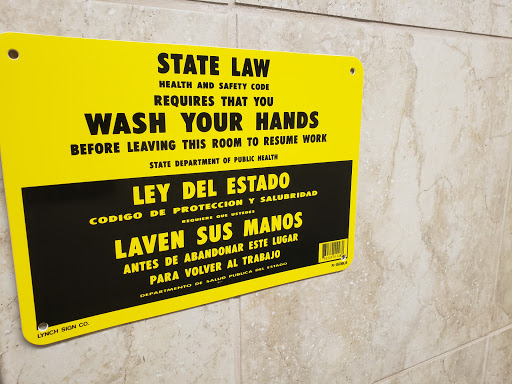 STATE LAW
HEALTH AND SAFETY CODE
REQUIRES THAT YOU
WASH YOUR HANDS
BEFORE LEAVING THIS ROOM TO RESUME WORK
STATE DEPARTMENT OF PUBLIC HEALTH
LEY DEL ESTADO
CODIGO DE PROTECCION Y SALUBRIDAD
REQUIERE QUE USTEDES
LAVEN SUS MANOS
ANTES DE ABANDONAR ESTE LUGAR
PARA VOLVER AL TRABAJO
DEPARTMENTO DE SALUD PUBLICA DEL ESTADO
LYNCH SIGN CO.